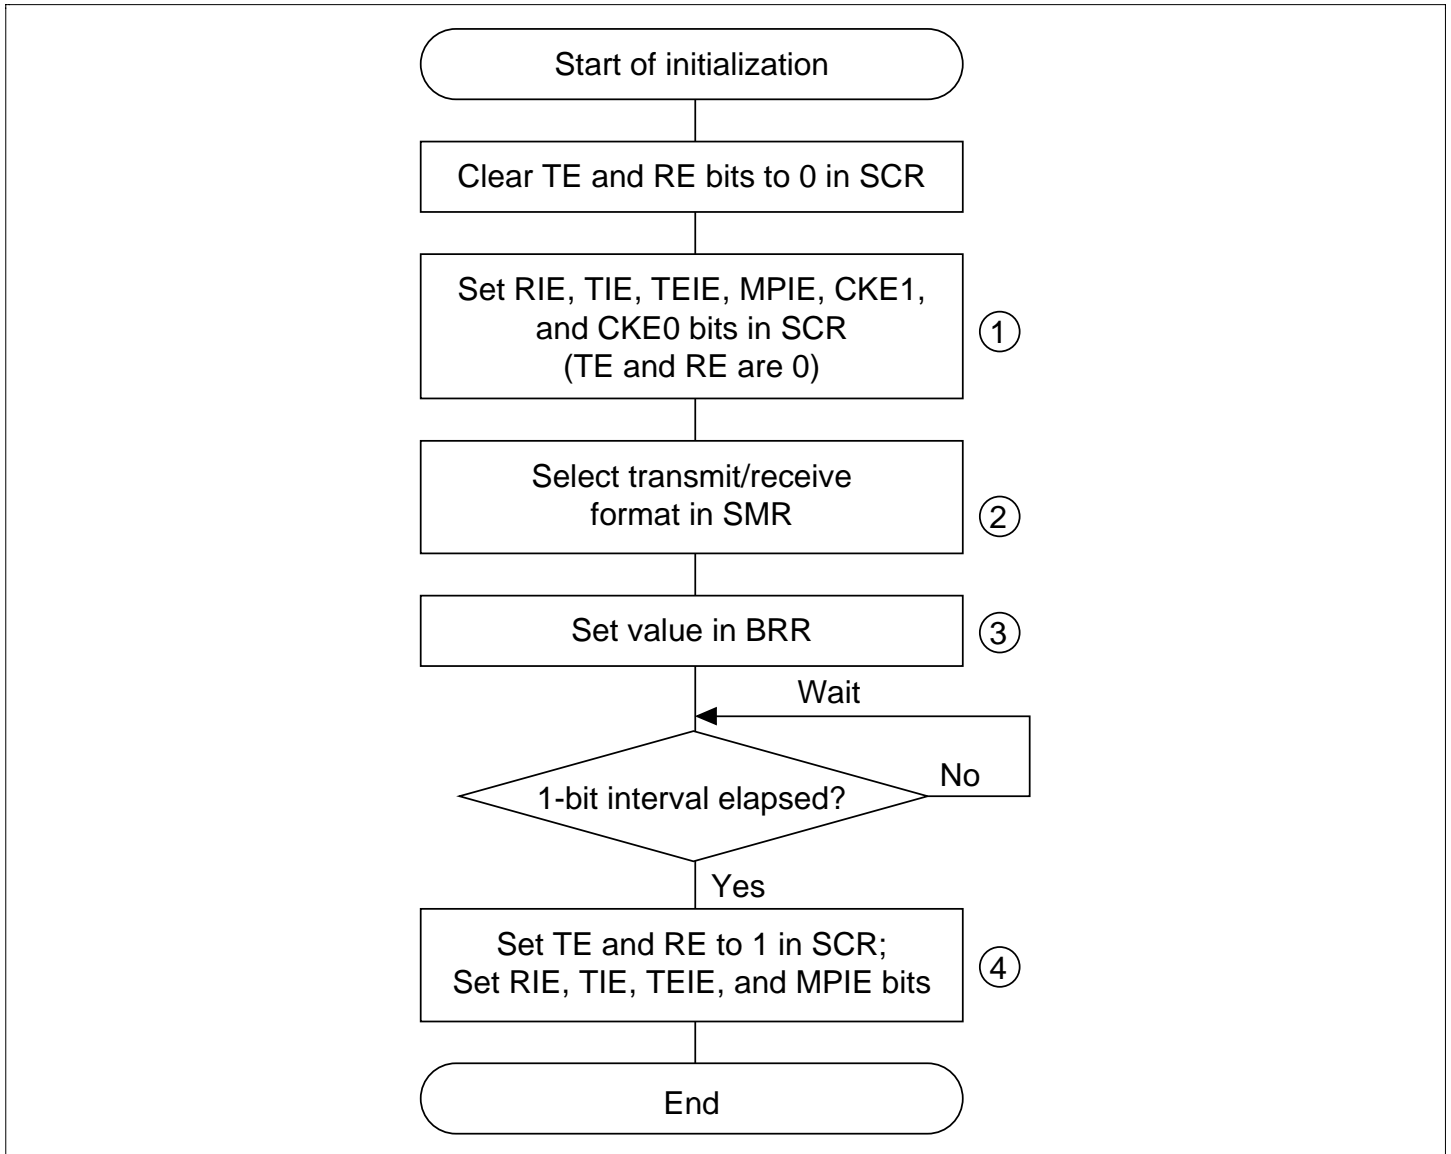 Start of initialization
Clear TE and RE bits to 0 in SCR
Set RIE, TIE, TEIE, MPIE, CKE1,
and CKE0 bits in SCR
(TE and RE are 0)
1
Select transmit/receive
format in SMR
2
Set value in BRR
3
Wait
No
1-bit interval elapsed?
Yes
Set TE and RE to 1 in SCR;
Set RIE, TIE, TEIE, and MPIE bits
4
End